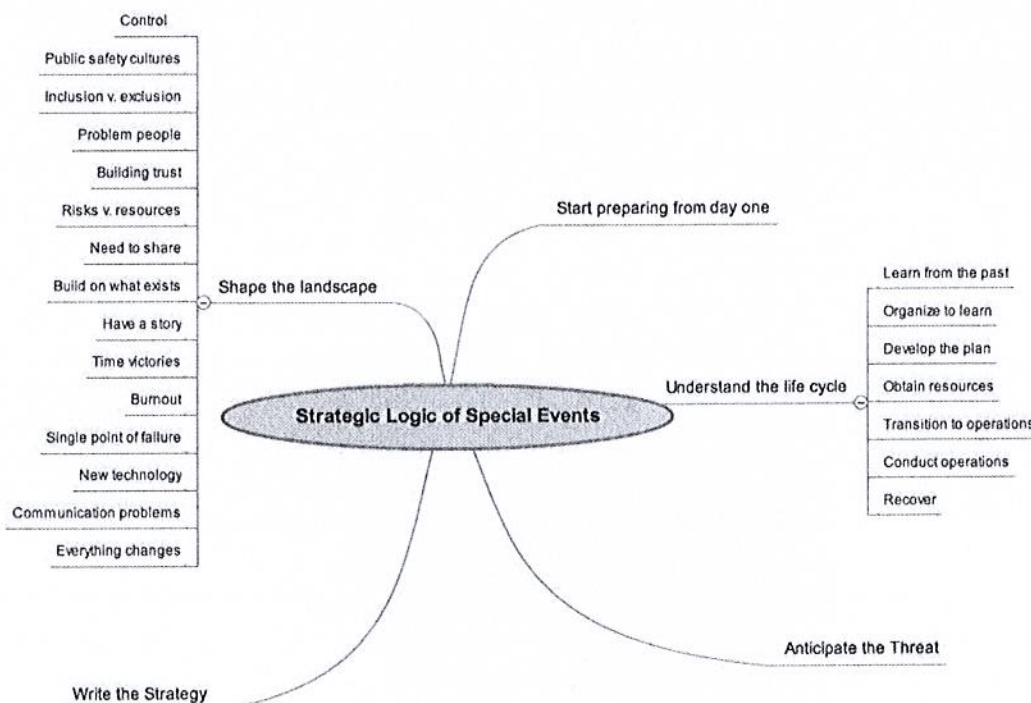 Control
Public safety cultures
Inclusion v. exclusion
Problem people
Building trust
Risks v. resources
Need to share
Build on what exists
Have a story
Time victories
Burnout
Single point of failure
New technology
Communication problems
Everything changes
Shape the landscape
Strategic Logic of Special Events
Start preparing from day one
Understand the life cycle
Learn from the past
Organize to learn
Develop the plan
Obtain resources
Transition to operations
Conduct operations
Recover
Anticipate the Threat
Write the Strategy